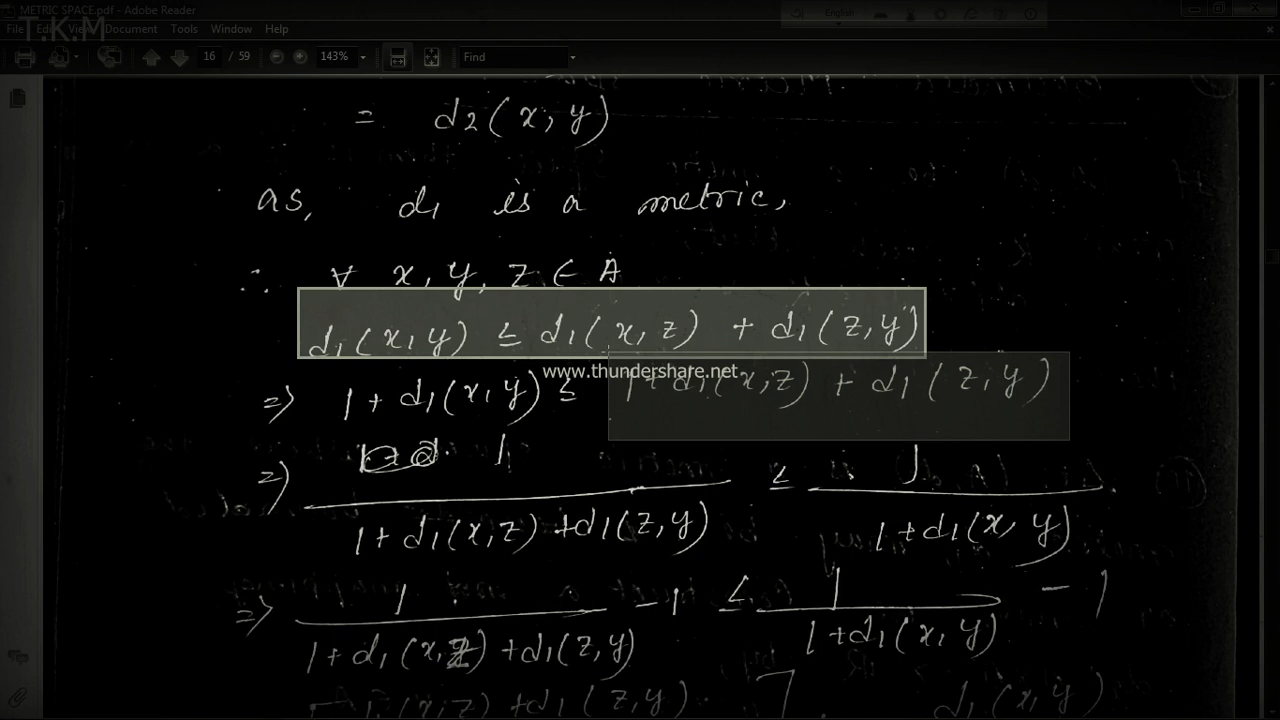 METRIC SPACE.pdf - Adobe Reader
T.K.M
File Edit View Document Tools Window Help
English
16 / 59 143% Find
= d2(x, y)
as, d1 is a metric,
∴ ∀ x, y, z ∈ A
d1(x, y) ≤ d1(x, z) + d1(z, y)
www.thundershare.net
⇒ 1 + d1(x, y) ≤ 1 + d1(x, z) + d1(z, y)
⇒ 1 / 1 + d1(x, z) + d1(z, y) ≤ 1 / 1 + d1(x, y)
⇒ 1 / 1 + d1(x, z) + d1(z, y) - 1 ≤ 1 / 1 + d1(x, y) - 1
d1(x, y)